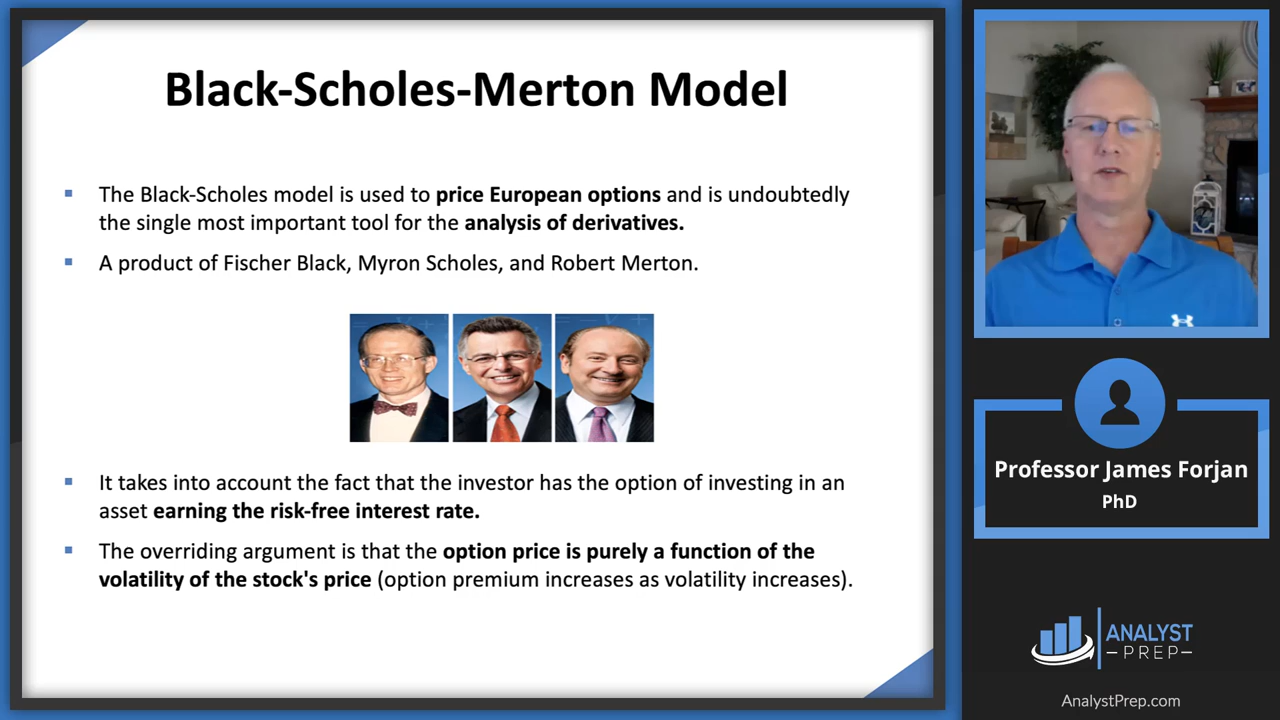 Black-Scholes-Merton Model
▪ The Black-Scholes model is used to price European options and is undoubtedly
the single most important tool for the analysis of derivatives.
▪ A product of Fischer Black, Myron Scholes, and Robert Merton.
▪ It takes into account the fact that the investor has the option of investing in an
asset earning the risk-free interest rate.
▪ The overriding argument is that the option price is purely a function of the
volatility of the stock's price (option premium increases as volatility increases).
Professor James Forjan
PhD
ANALYST
PREP
AnalystPrep.com